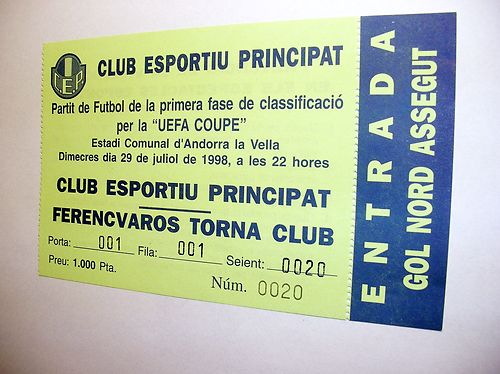 CEP
CLUB ESPORTIU PRINCIPAT
Partit de Futbol de la primera fase de classificació
per la "UEFA COUPE"
Estadi Comunal d'Andorra la Vella
Dimecres dia 29 de juliol de 1998, a les 22 hores
CLUB ESPORTIU PRINCIPAT
FERENCVAROS TORNA CLUB
Porta: 001 Fila: 001 Seient: 0020
Preu: 1.000 Pta.
Núm. 0020
ENTRADA
GOL NORD ASSEGUT